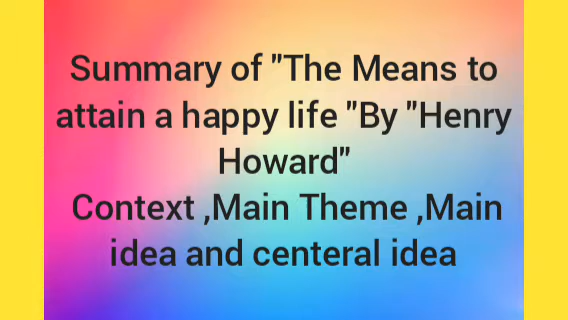 Summary of "The Means to
attain a happy life "By "Henry
Howard"
Context ,Main Theme ,Main
idea and centeral idea